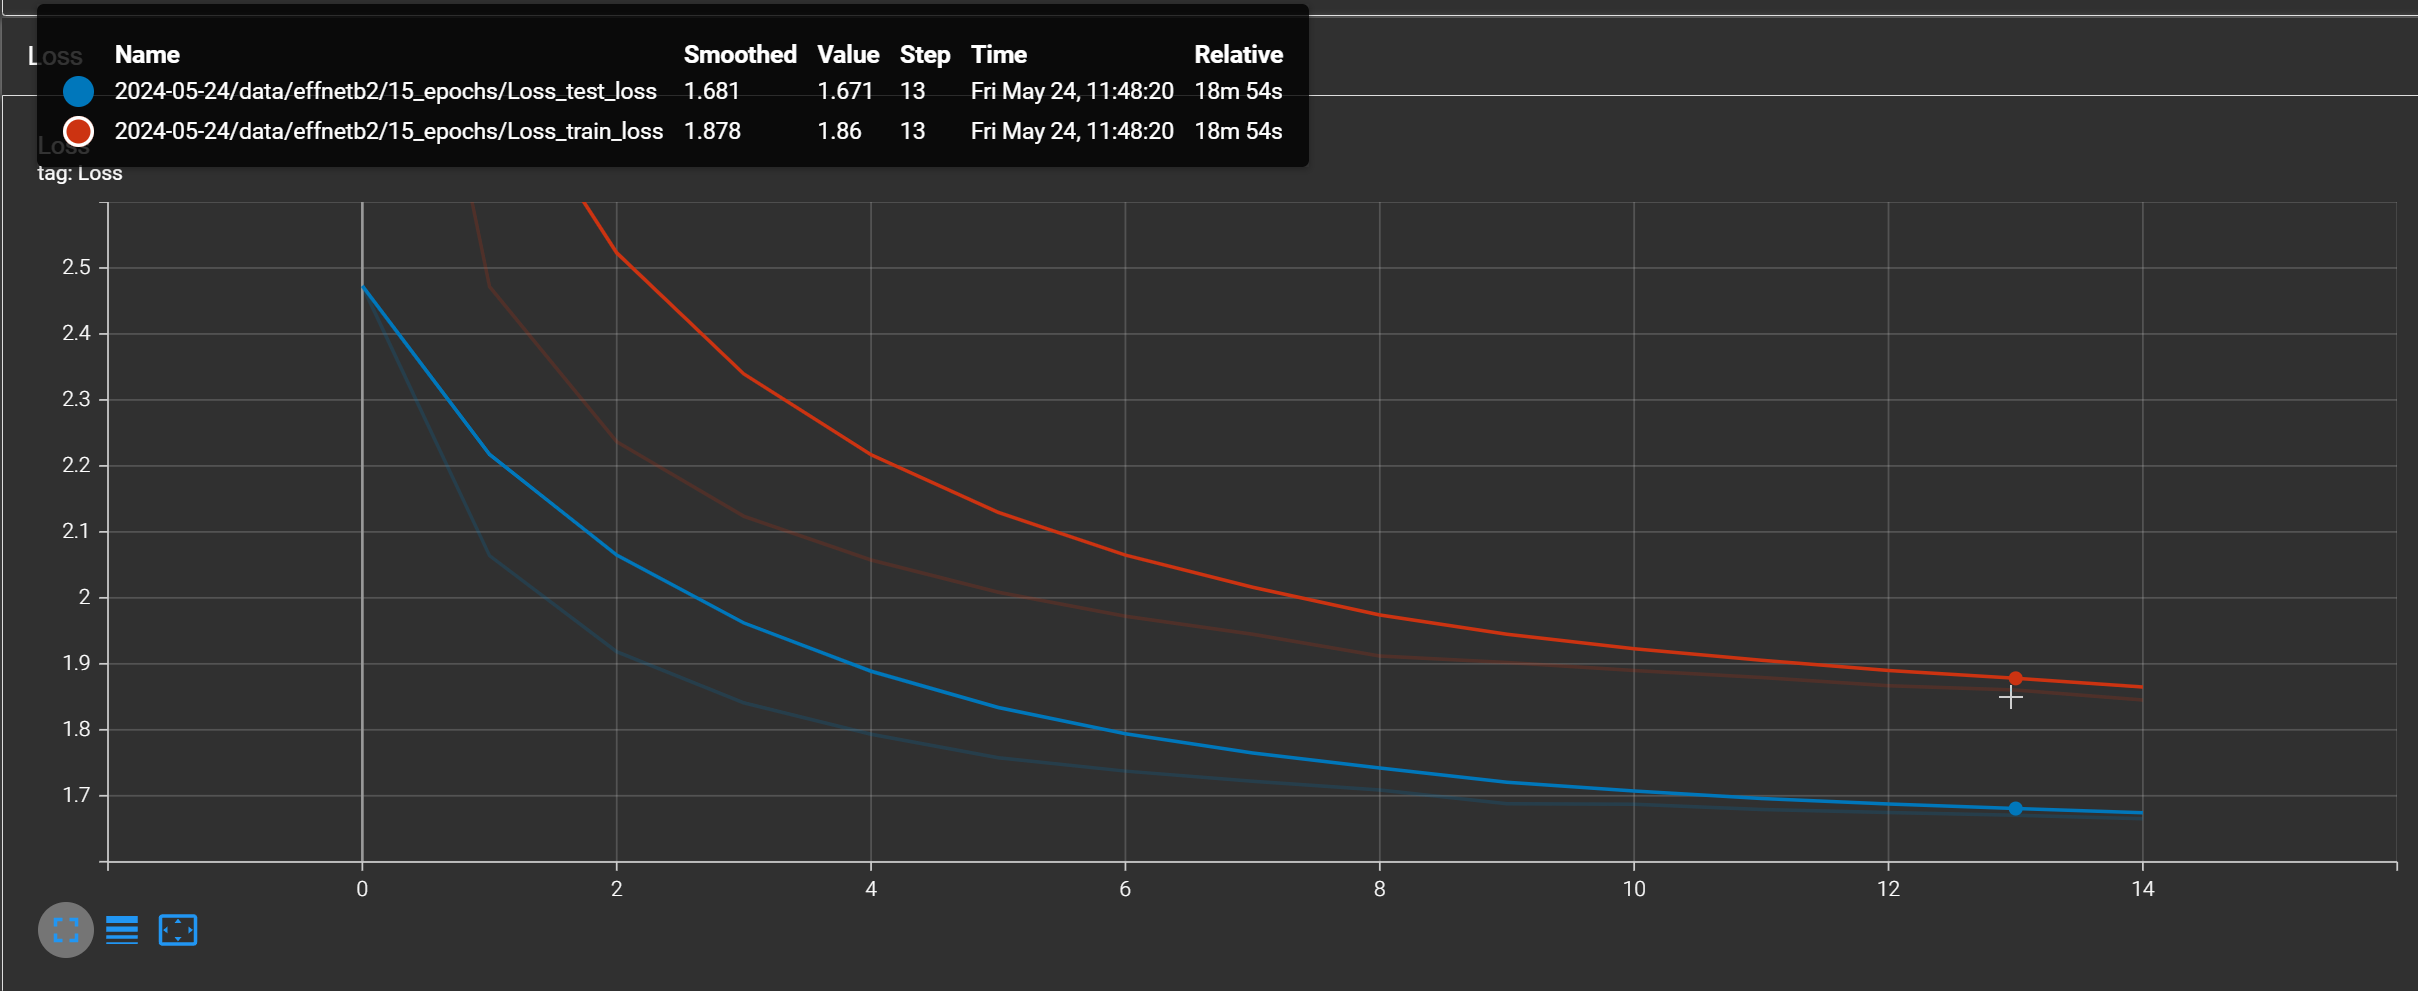 Loss
Name Smoothed Value Step Time Relative
2024-05-24/data/effnetb2/15_epochs/Loss_test_loss 1.681 1.671 13 Fri May 24, 11:48:20 18m 54s
2024-05-24/data/effnetb2/15_epochs/Loss_train_loss 1.878 1.86 13 Fri May 24, 11:48:20 18m 54s
Loss
tag: Loss
2.5
2.4
2.3
2.2
2.1
2
1.9
1.8
1.7
0 2 4 6 8 10 12 14